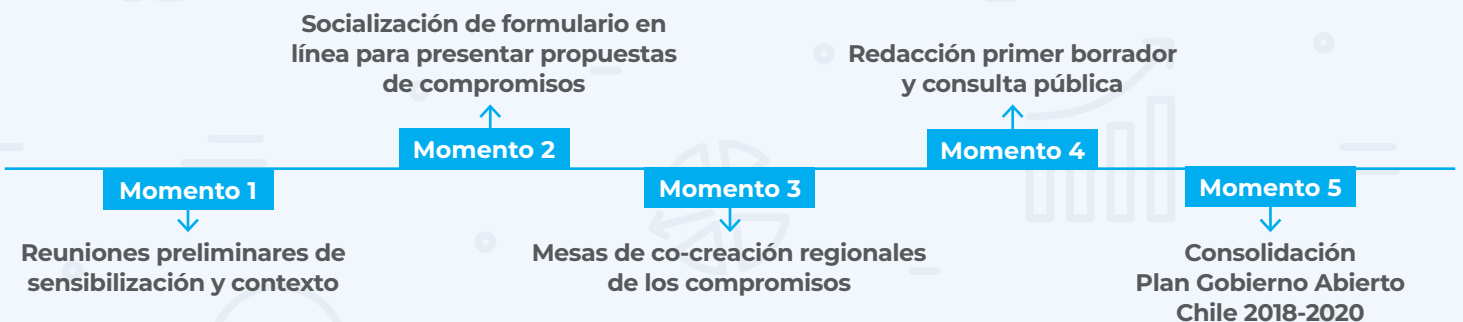 Momento 1
Reuniones preliminares de
sensibilización y contexto
Socialización de formulario en
línea para presentar propuestas
de compromisos
Momento 2
Momento 3
Mesas de co-creación regionales
de los compromisos
Redacción primer borrador
y consulta pública
Momento 4
Momento 5
Consolidación
Plan Gobierno Abierto
Chile 2018-2020